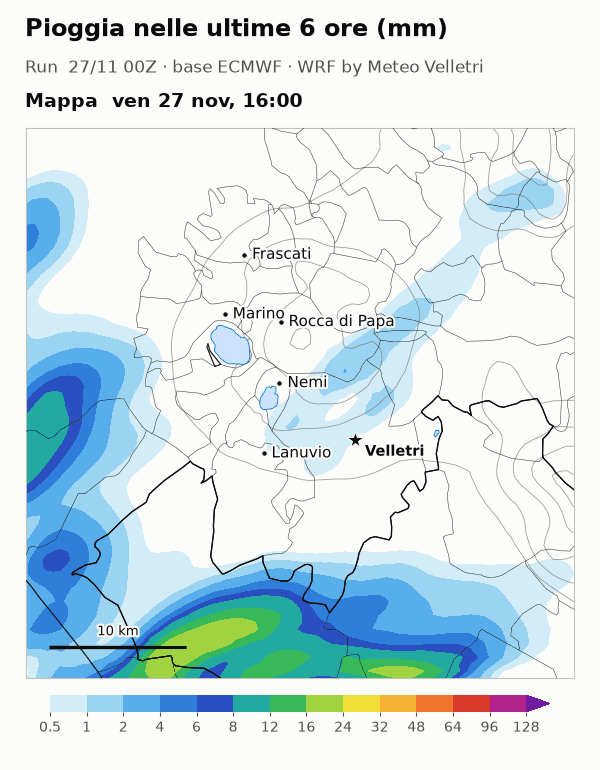 Pioggia nelle ultime 6 ore (mm)
Run  27/11 00Z · base ECMWF · WRF by Meteo Velletri
Mappa  ven 27 nov, 16:00
Frascati
Marino
Rocca di Papa
Nemi
Velletri
Lanuvio
10 km
0.5 1 2 4 6 8 12 16 24 32 48 64 96 128